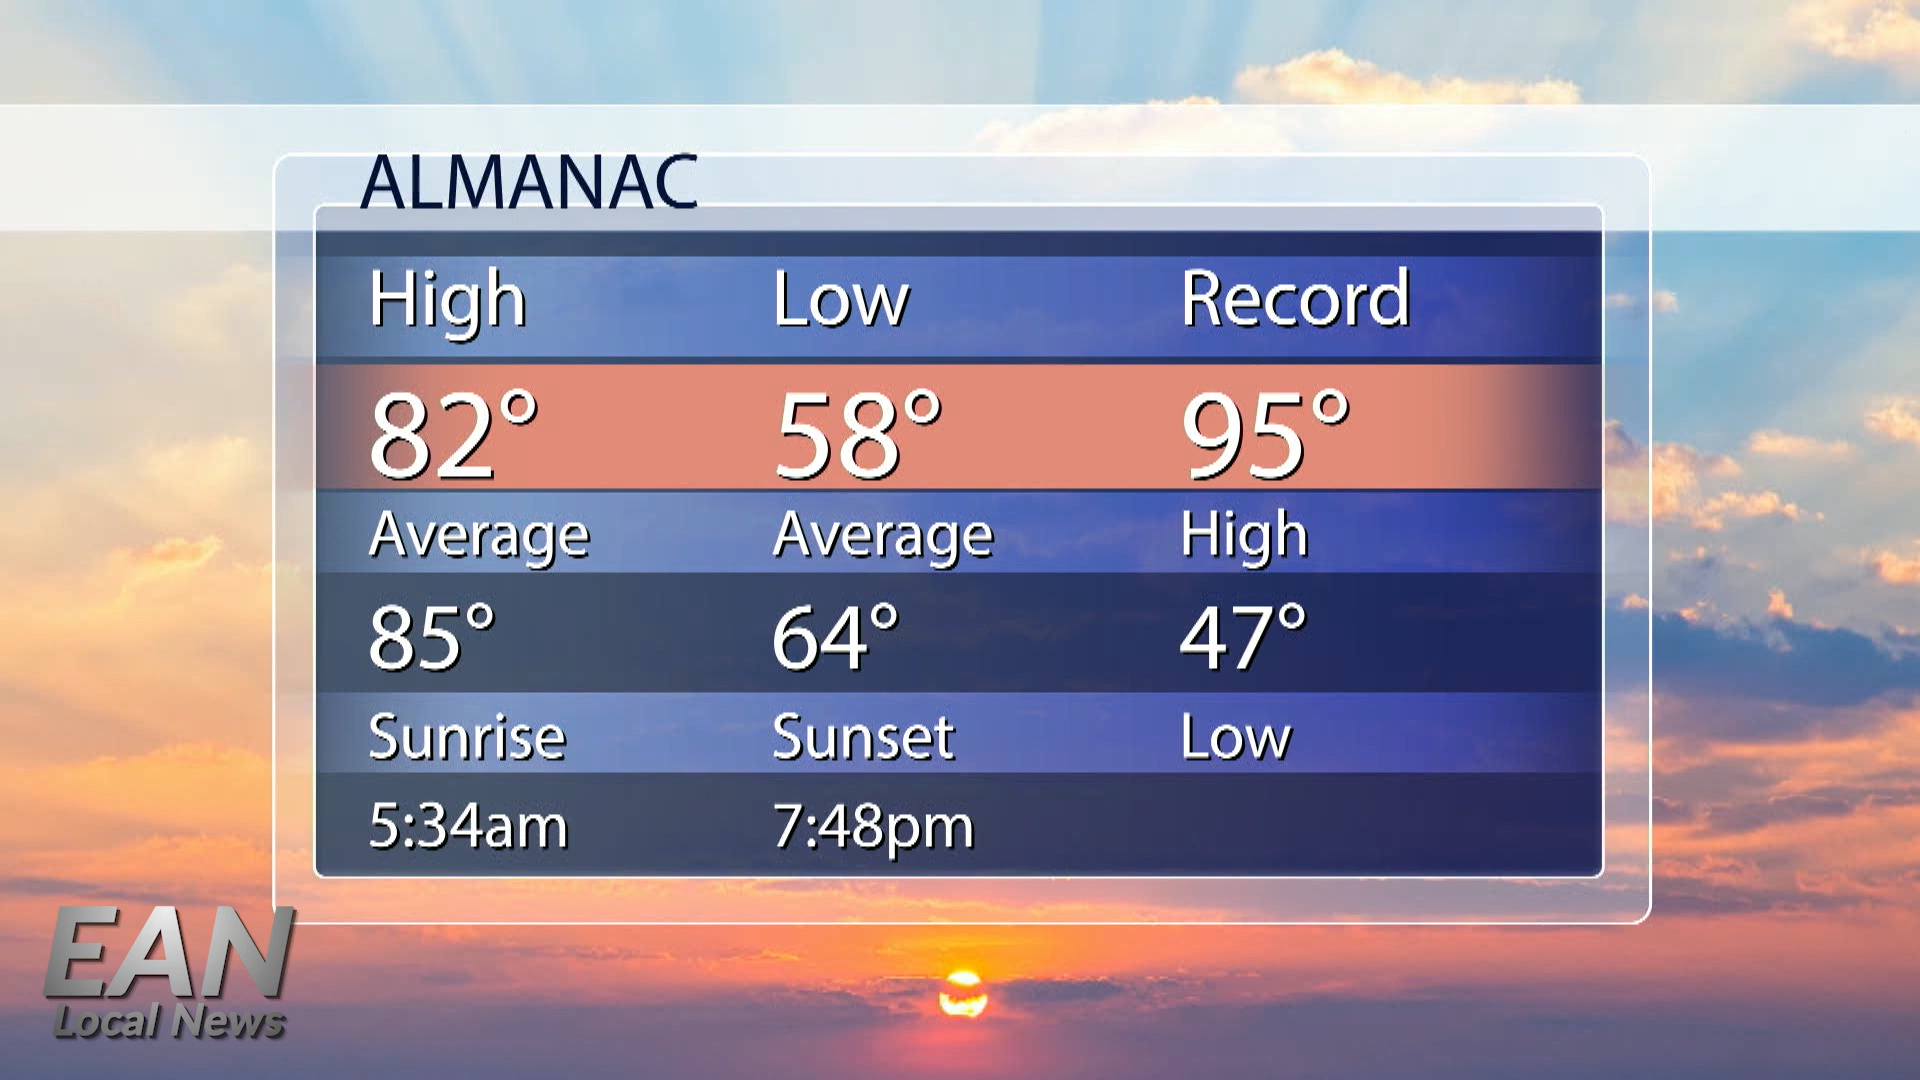 ALMANAC
High Low Record
82° 58° 95°
Average Average High
85° 64° 47°
Sunrise Sunset Low
5:34am 7:48pm
EAN
Local News